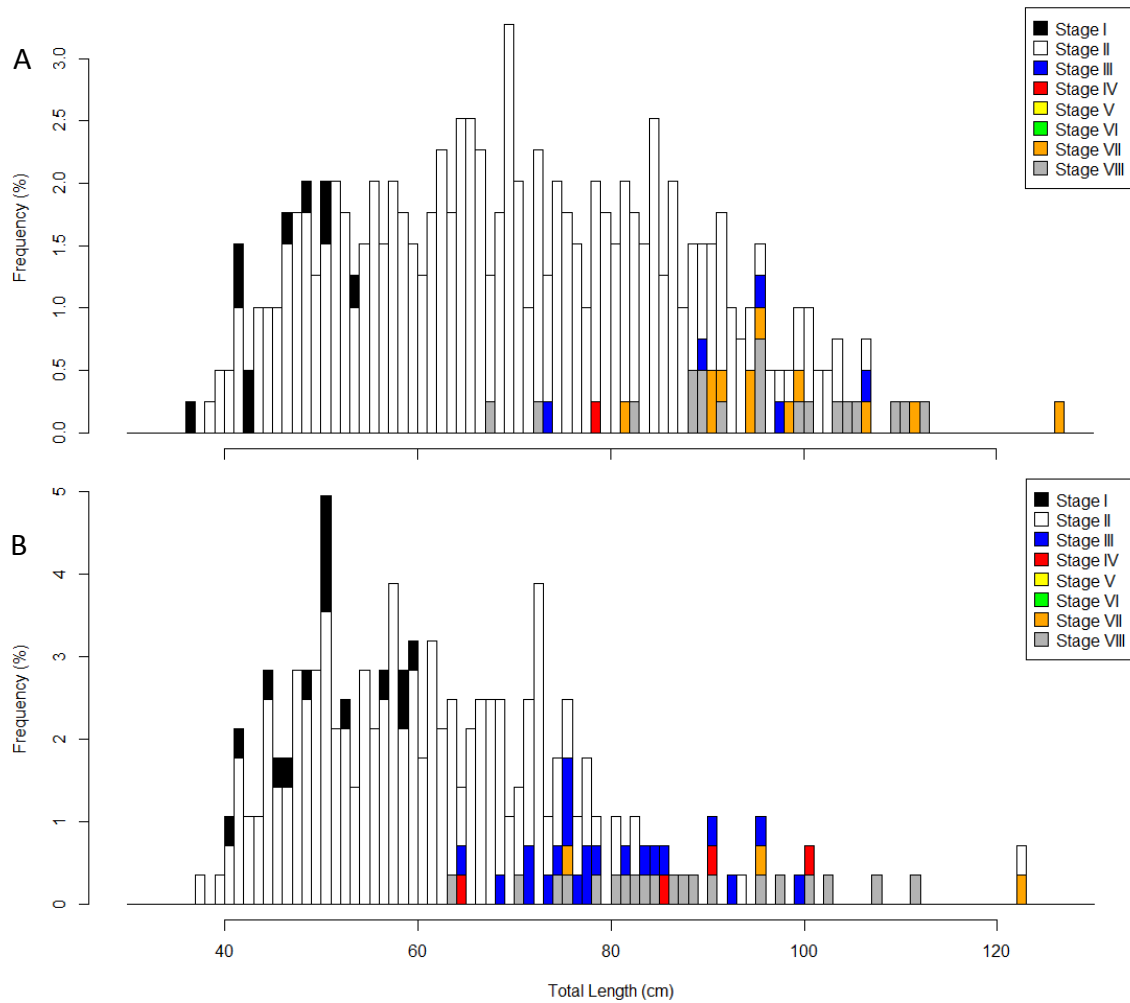 A
Frequency (%)
3.0
2.5
2.0
1.5
1.0
0.5
0.0
Stage I
Stage II
Stage III
Stage IV
Stage V
Stage VI
Stage VII
Stage VIII
B
Frequency (%)
5
4
3
2
1
0
Stage I
Stage II
Stage III
Stage IV
Stage V
Stage VI
Stage VII
Stage VIII
40 60 80 100 120
Total Length (cm)